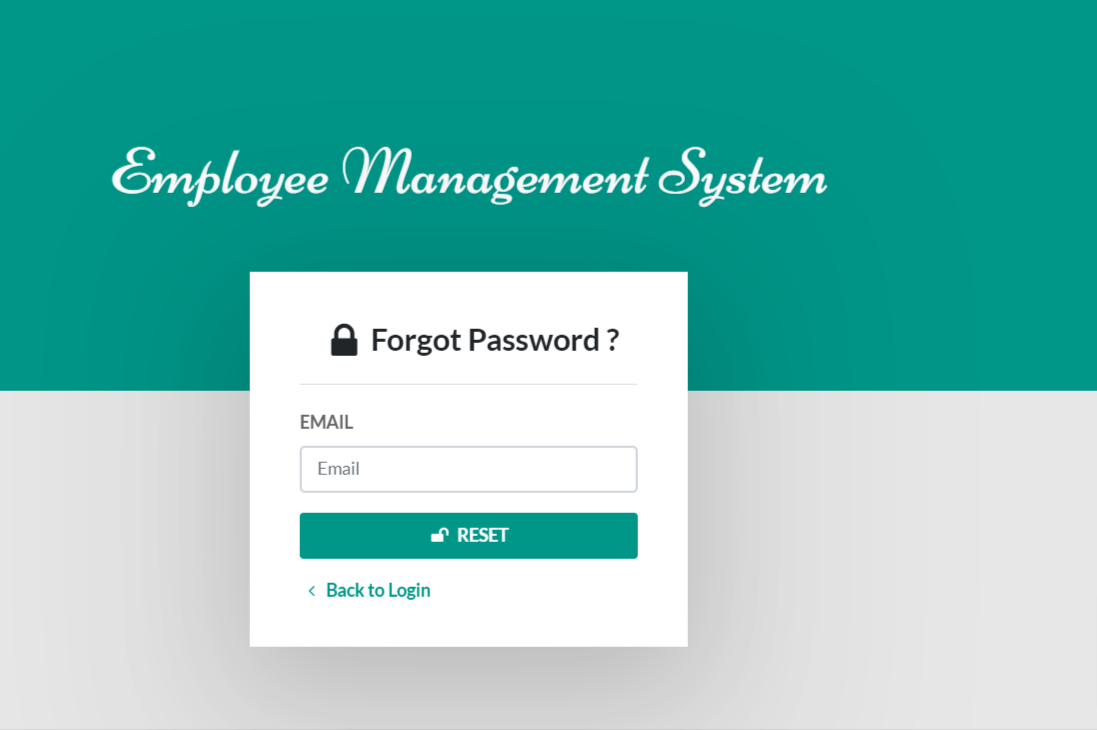 Employee Management System
Forgot Password ?
EMAIL
Email
RESET
Back to Login